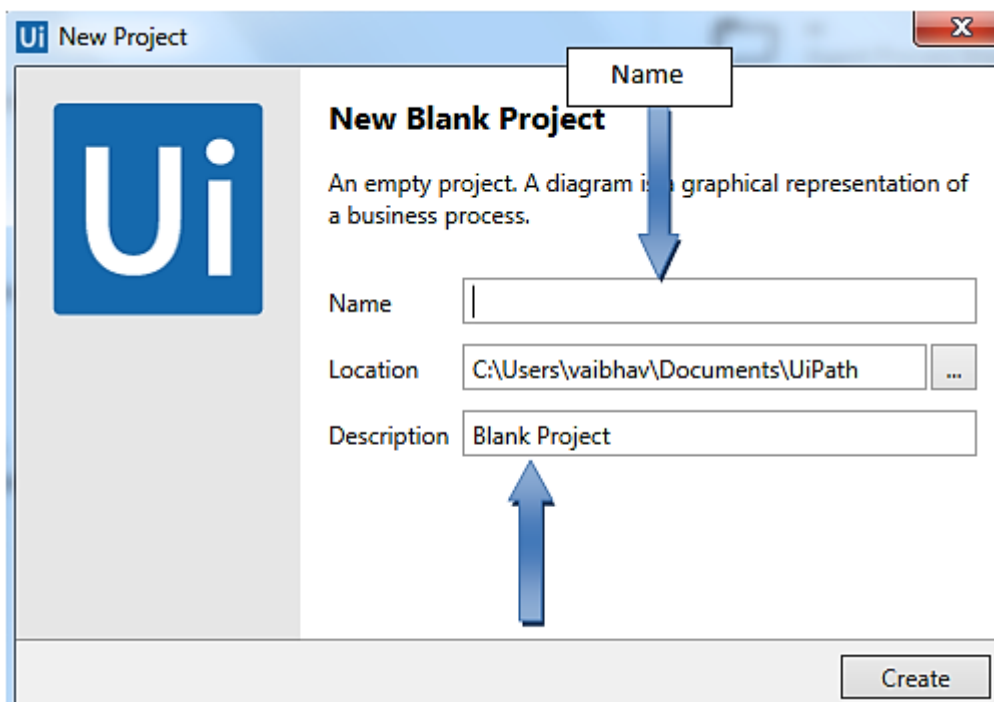 Ui New Project
Name
Ui
New Blank Project
An empty project. A diagram is a graphical representation of
a business process.
Name
Location C:\Users\vaibhav\Documents\UiPath ...
Description Blank Project
Create